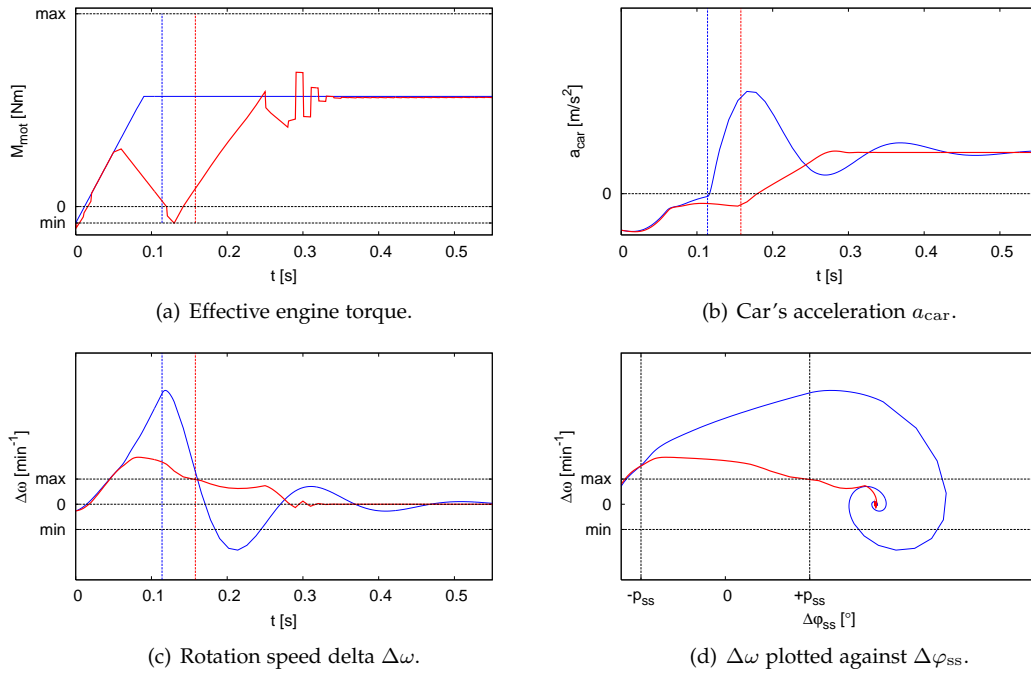 max
0
min
M_mot [Nm]
0 0.1 0.2 0.3 0.4 0.5
t [s]
(a) Effective engine torque.
a_car [m/s²]
0
0 0.1 0.2 0.3 0.4 0.5
t [s]
(b) Car's acceleration a_car.
Δω [min⁻¹]
max
0
min
0 0.1 0.2 0.3 0.4 0.5
t [s]
(c) Rotation speed delta Δω.
Δω [min⁻¹]
max
0
min
-p_ss 0 +p_ss
Δφ_ss [°]
(d) Δω plotted against Δφ_ss.